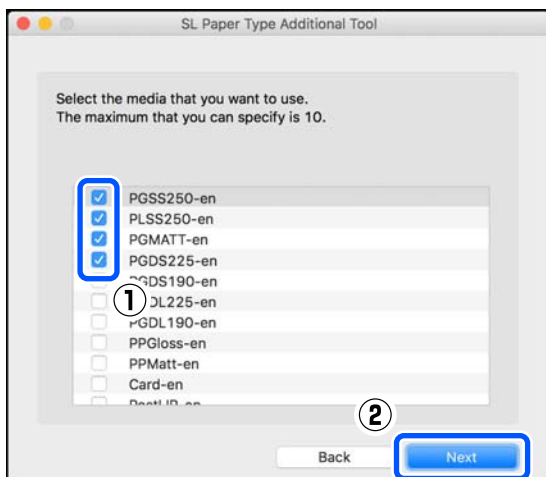 SL Paper Type Additional Tool
Select the media that you want to use.
The maximum that you can specify is 10.
PGSS250-en
PLSS250-en
PGMATT-en
PGDS225-en
PGDS190-en
①
DL225-en
PGDL190-en
PPGloss-en
PPMatt-en
Card-en
②
Back
Next